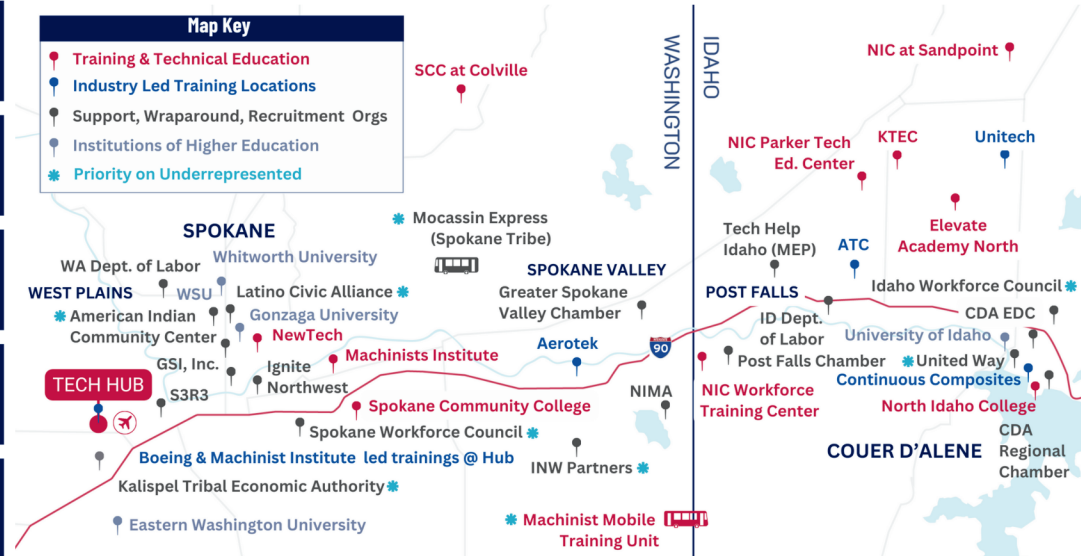 Map Key
Training & Technical Education
Industry Led Training Locations
Support, Wraparound, Recruitment Orgs
Institutions of Higher Education
Priority on Underrepresented
SCC at Colville
WASHINGTON
IDAHO
NIC at Sandpoint
NIC Parker Tech
Ed. Center
KTEC
Unitech
Elevate
Academy North
Mocassin Express
(Spokane Tribe)
SPOKANE
Whitworth University
WA Dept. of Labor
WEST PLAINS
WSU
Latino Civic Alliance
American Indian
Community Center
Gonzaga University
NewTech
GSI, Inc.
Ignite
Northwest
Machinists Institute
TECH HUB
S3R3
Spokane Community College
Spokane Workforce Council
Boeing & Machinist Institute led trainings @ Hub
Kalispel Tribal Economic Authority
Eastern Washington University
SPOKANE VALLEY
Greater Spokane
Valley Chamber
Aerotek
90
NIMA
INW Partners
Machinist Mobile
Training Unit
Tech Help
Idaho (MEP)
ATC
POST FALLS
Idaho Workforce Council
ID Dept.
of Labor
CDA EDC
University of Idaho
Post Falls Chamber
United Way
Continuous Composites
NIC Workforce
Training Center
North Idaho College
COUER D'ALENE
CDA
Regional
Chamber